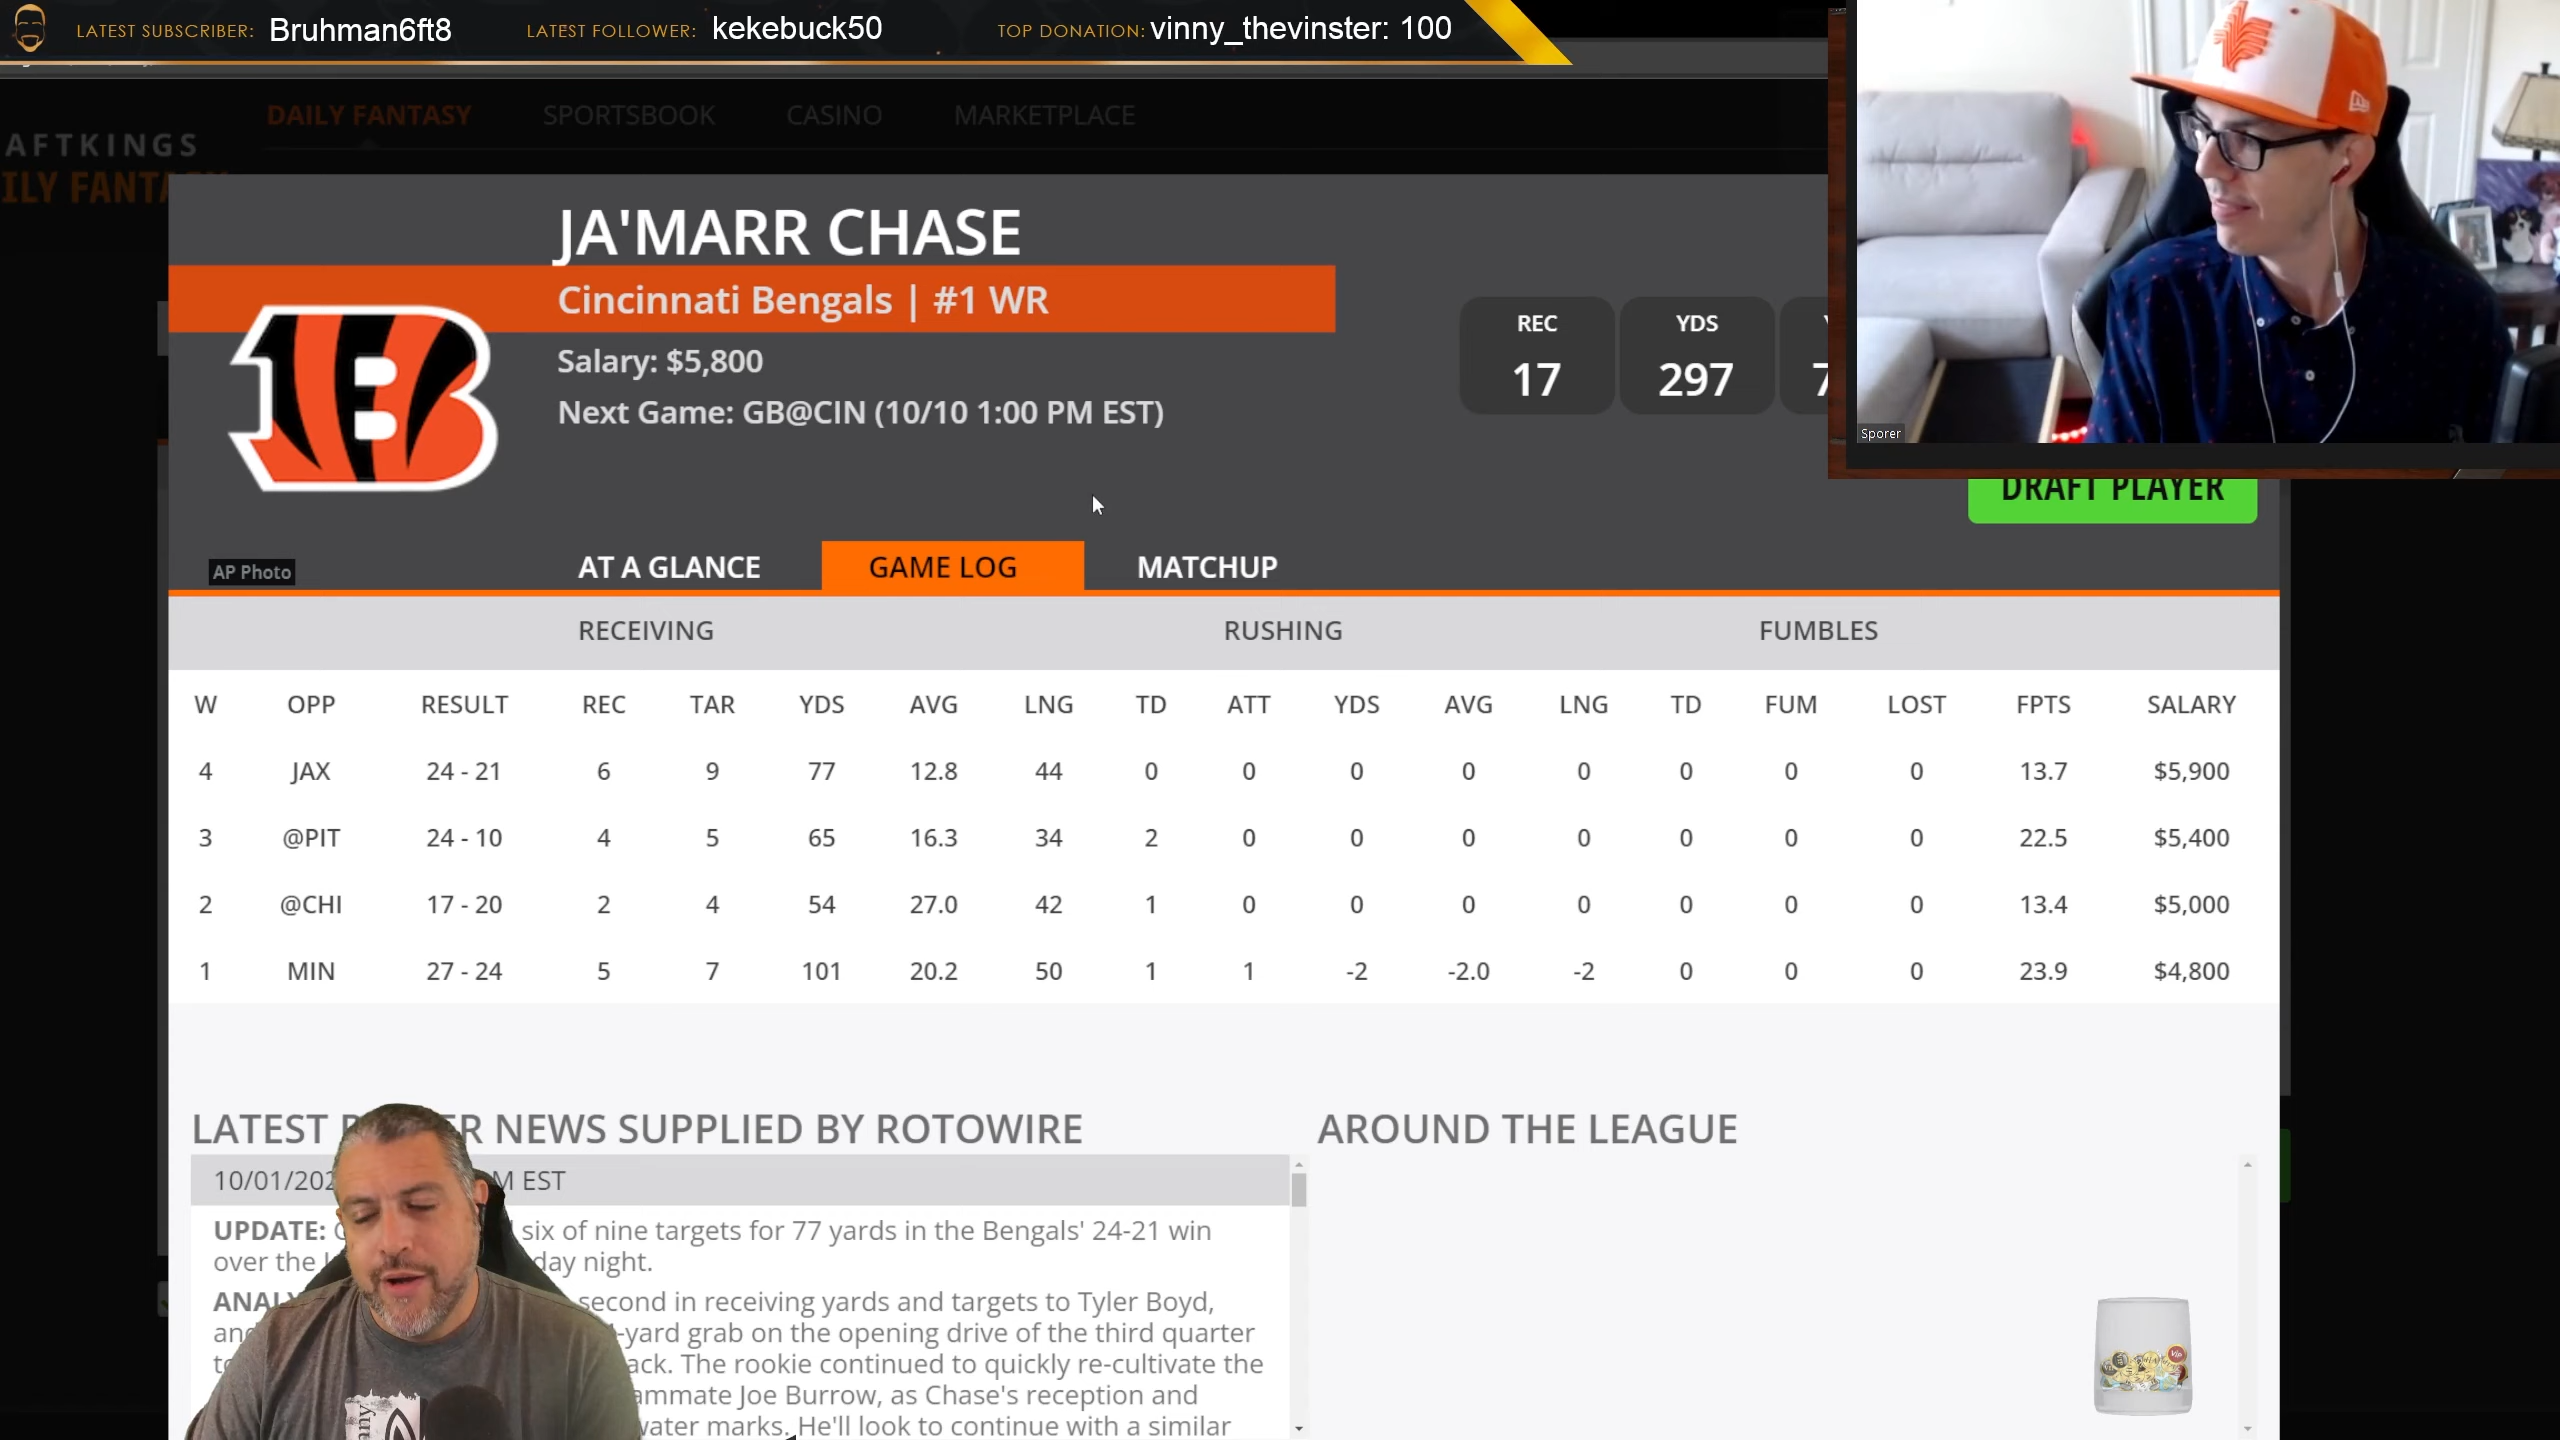 LATEST SUBSCRIBER: Bruhman6ft8 LATEST FOLLOWER: kekebuck50 TOP DONATION: vinny_thevinster: 100
DAILY FANTASY SPORTSBOOK CASINO MARKETPLACE
AFTKINGS
ILY FANTA
JA'MARR CHASE
Cincinnati Bengals | #1 WR
Salary: $5,800
Next Game: GB@CIN (10/10 1:00 PM EST)
REC YDS
17 297 7
Sporer
DRAFT PLAYER
AP Photo
AT A GLANCE GAME LOG MATCHUP
RECEIVING RUSHING FUMBLES
W OPP RESULT REC TAR YDS AVG LNG TD ATT YDS AVG LNG TD FUM LOST FPTS SALARY
4 JAX 24 - 21 6 9 77 12.8 44 0 0 0 0 0 0 0 0 13.7 $5,900
3 @PIT 24 - 10 4 5 65 16.3 34 2 0 0 0 0 0 0 0 22.5 $5,400
2 @CHI 17 - 20 2 4 54 27.0 42 1 0 0 0 0 0 0 0 13.4 $5,000
1 MIN 27 - 24 5 7 101 20.2 50 1 1 -2 -2.0 -2 0 0 0 23.9 $4,800
LATEST P ER NEWS SUPPLIED BY ROTOWIRE AROUND THE LEAGUE
10/01/202 M EST
UPDATE: six of nine targets for 77 yards in the Bengals' 24-21 win
over the day night.
ANAL second in receiving yards and targets to Tyler Boyd,
and -yard grab on the opening drive of the third quarter
ack. The rookie continued to quickly re-cultivate the
ammate Joe Burrow, as Chase's reception and
water marks. He'll look to continue with a similar